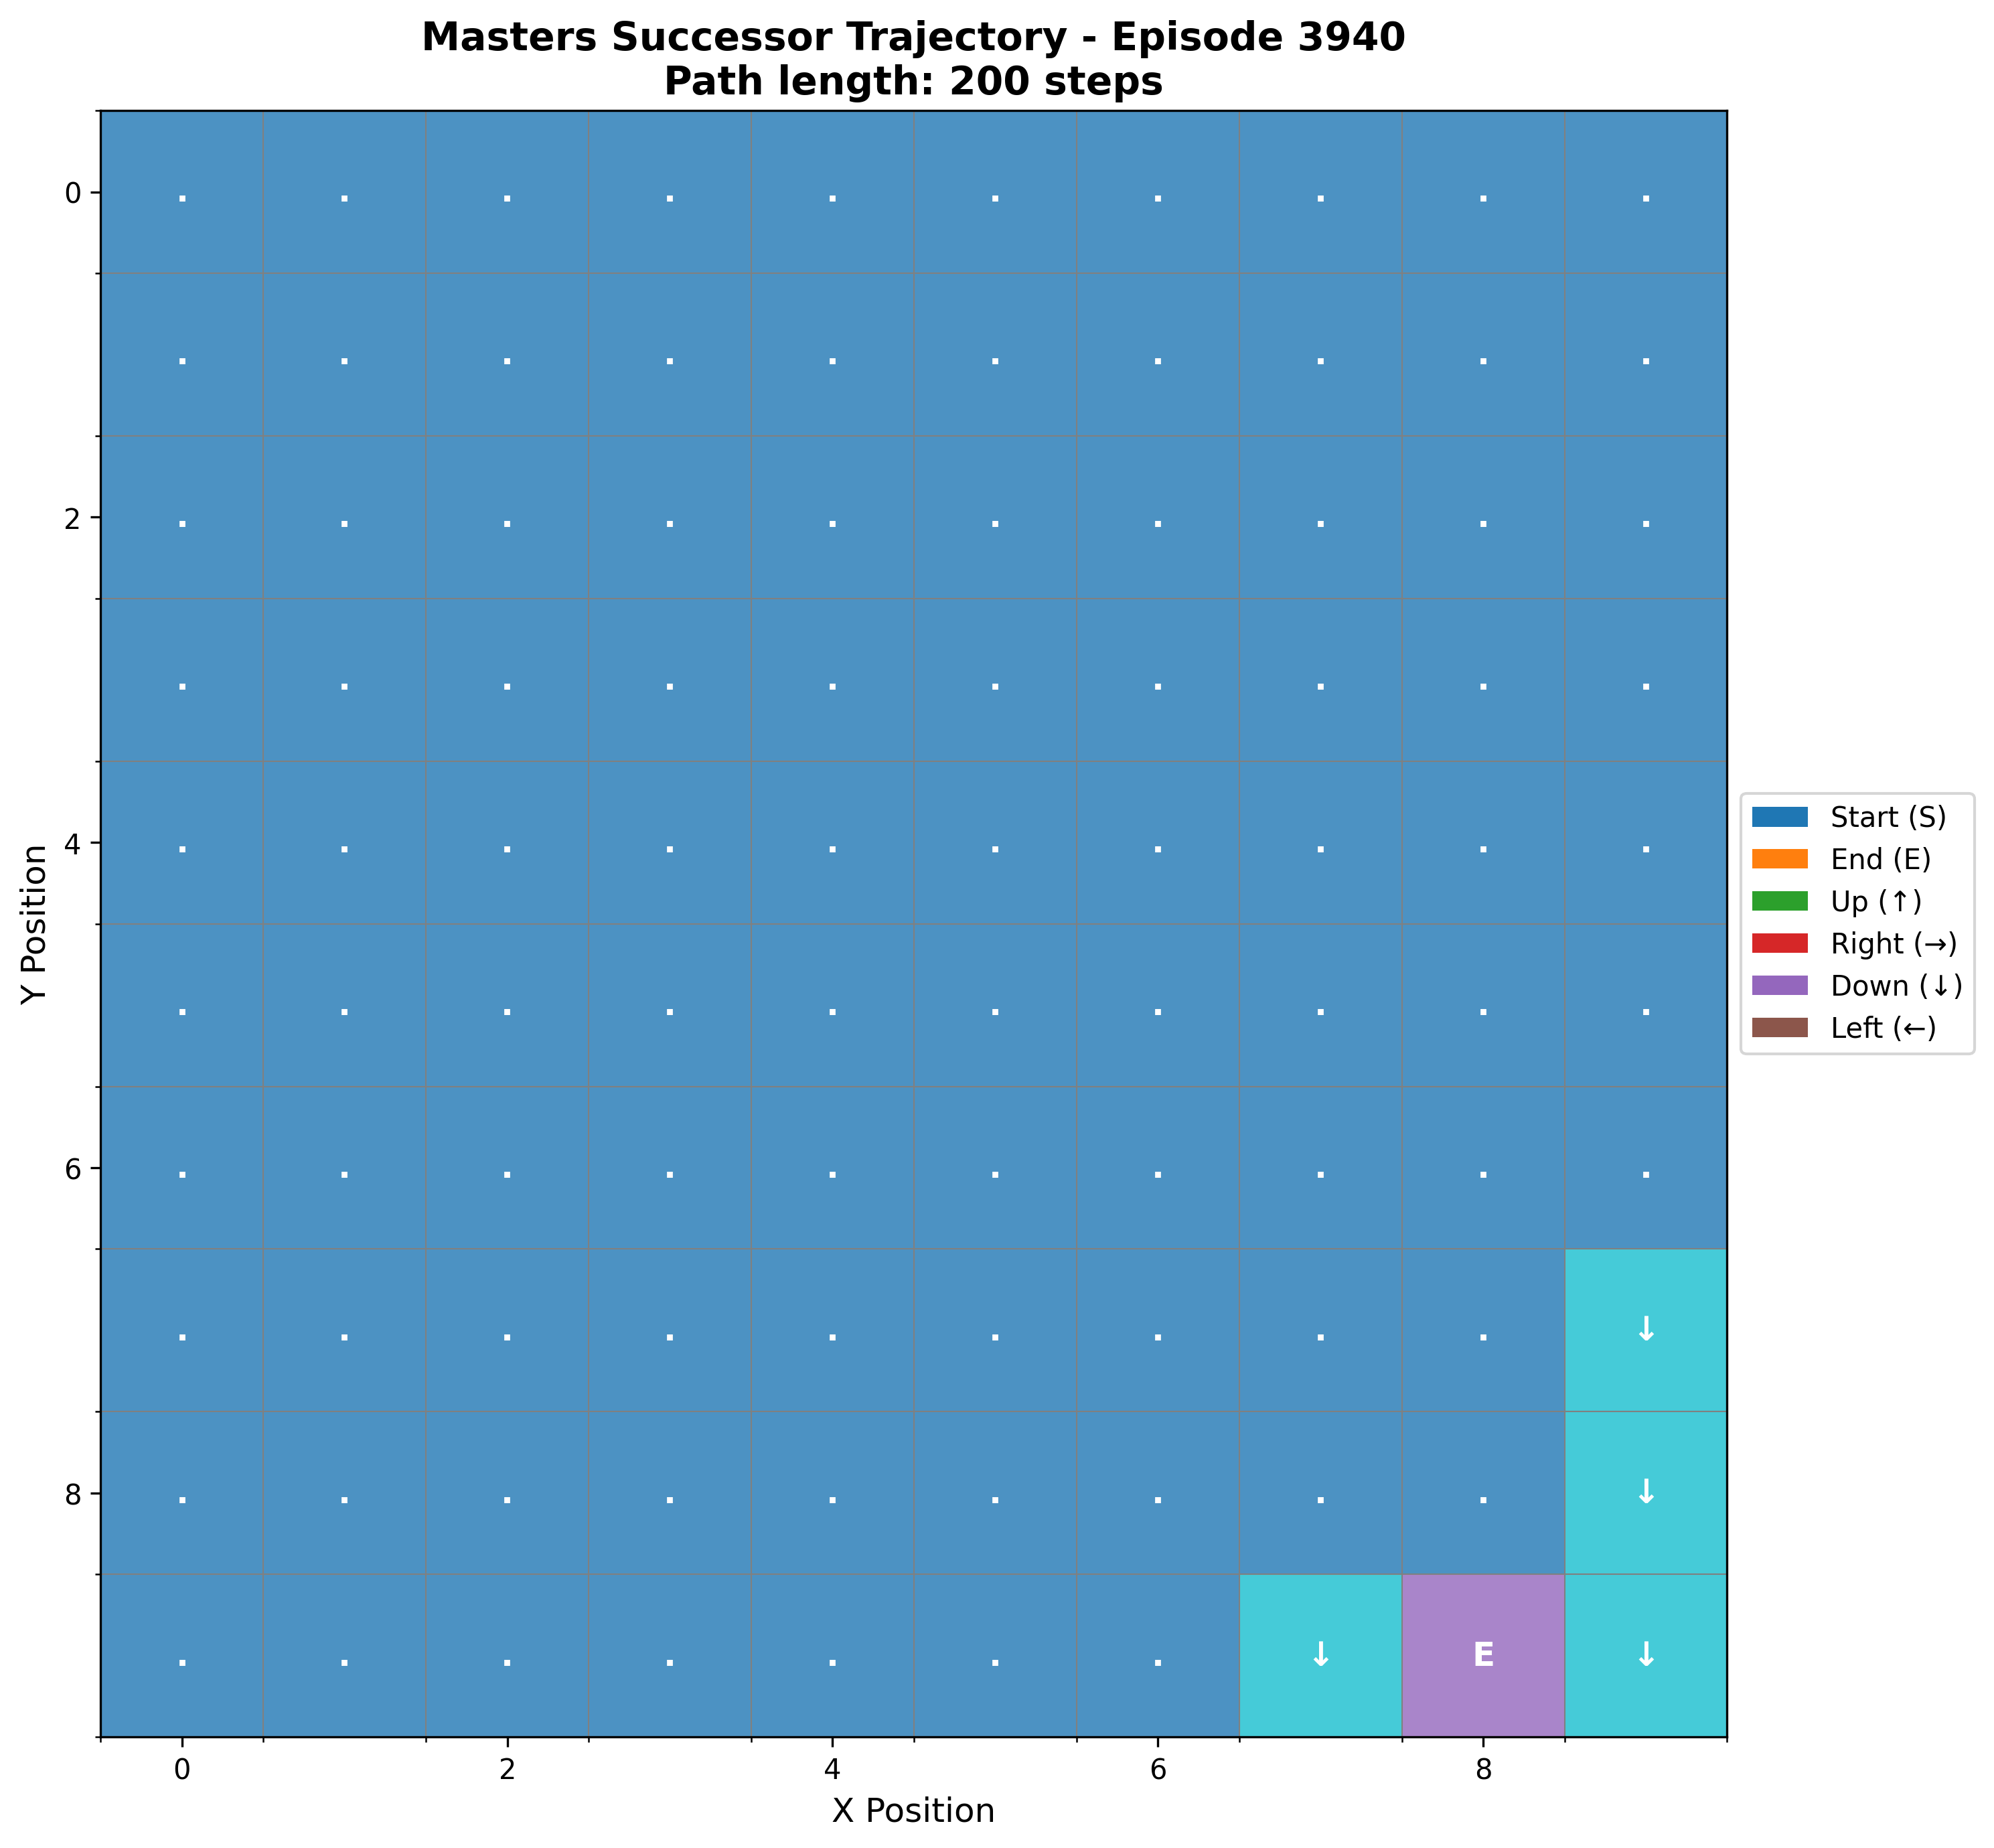 Masters Successor Trajectory - Episode 3940
Path length: 200 steps
0
2
4
6
8
Y Position
↓
↓
↓ E ↓
0 2 4 6 8
X Position
Start (S)
End (E)
Up (↑)
Right (→)
Down (↓)
Left (←)